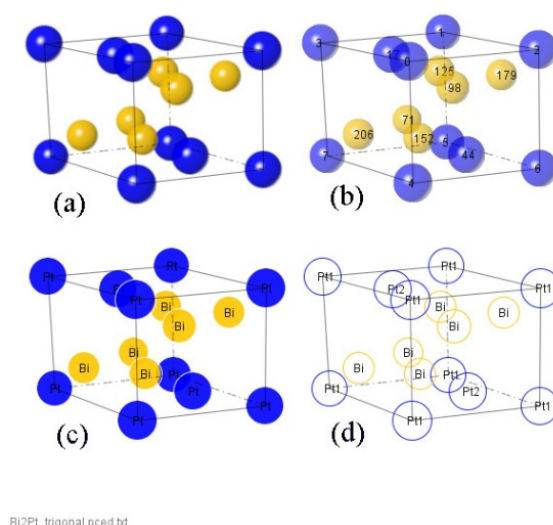 (a)
1
3
2
17
0
125
179
98
71
206
152
5
44
7
6
4
(b)
Pt
Pt
Pt
Pt
Bi
Bi
Bi
Bi
Bi
Bi
Pt
Pt
Pt
Pt
Pt
(c)
Pt1
Pt1
Pt1
Pt2
Pt1
Bi
Bi
Bi
Bi
Bi
Bi
Pt1
Pt1
Pt2
Pt1
Pt1
(d)
Bi2Pt_trigonal.pced.txt